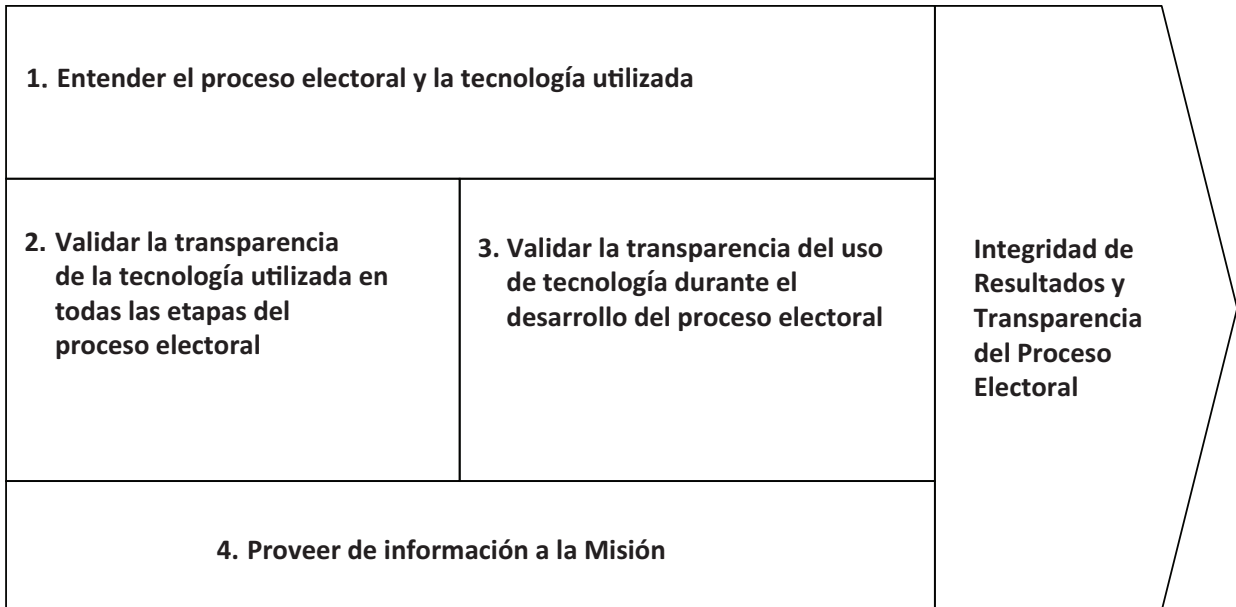 1. Entender el proceso electoral y la tecnología utilizada
2. Validar la transparencia
de la tecnología utilizada en
todas las etapas del
proceso electoral
3. Validar la transparencia del uso
de tecnología durante el
desarrollo del proceso electoral
4. Proveer de información a la Misión
Integridad de
Resultados y
Transparencia
del Proceso
Electoral